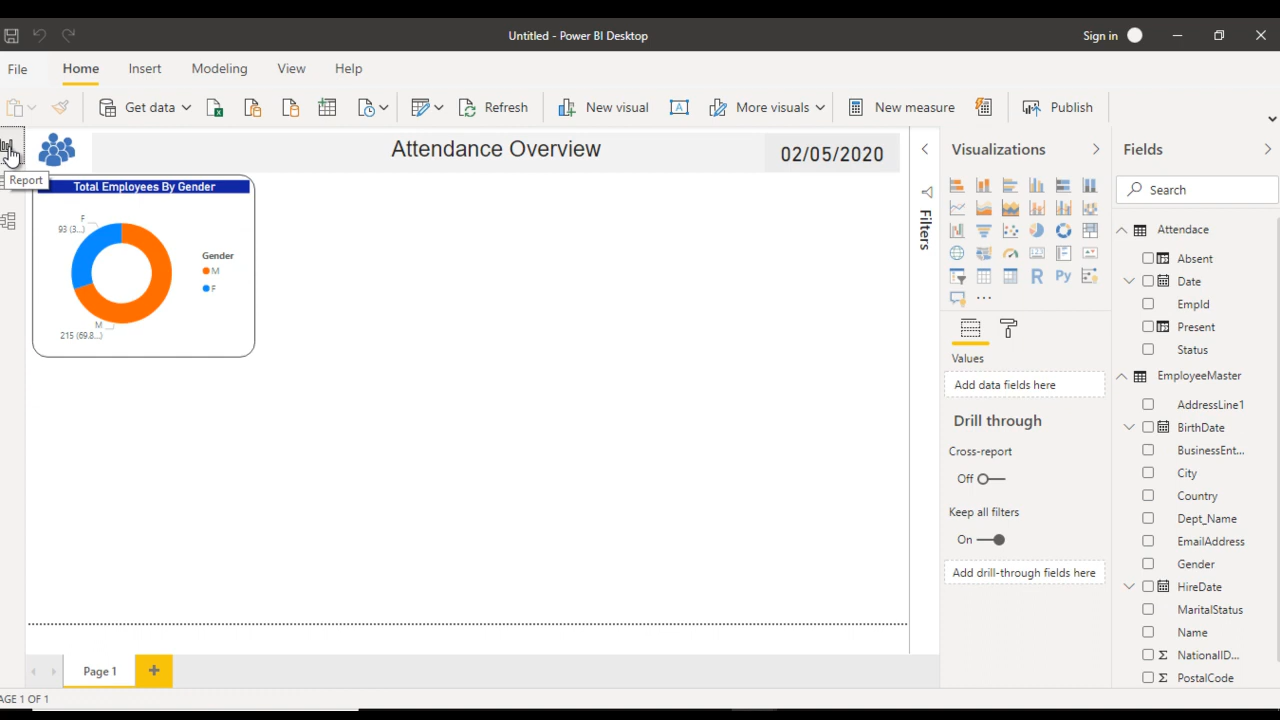 Untitled - Power BI Desktop
Sign in
File
Home
Insert
Modeling
View
Help
Get data
Refresh
New visual
More visuals
New measure
Publish
Attendance Overview
02/05/2020
Report
Total Employees By Gender
F
93 (3...)
M
215 (69.8...)
Gender
M
F
Filters
Visualizations
R
Py
Values
Add data fields here
Drill through
Cross-report
Off
Keep all filters
On
Add drill-through fields here
Fields
Search
Attendace
Absent
Date
EmpId
Present
Status
EmployeeMaster
AddressLine1
BirthDate
BusinessEnt...
City
Country
Dept_Name
EmailAddress
Gender
HireDate
MaritalStatus
Name
NationalID...
PostalCode
Page 1
AGE 1 OF 1